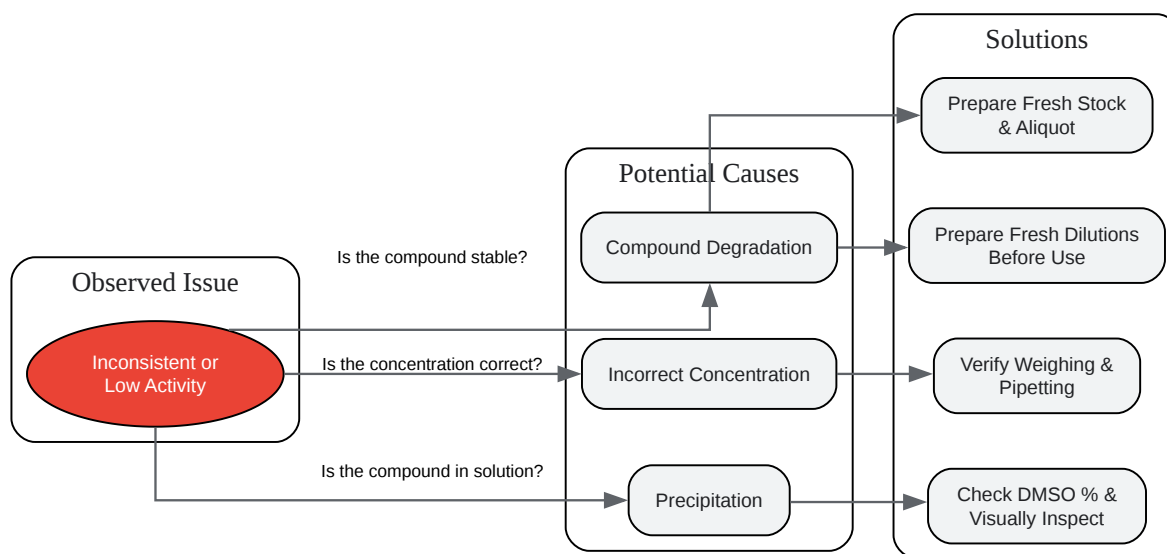 Observed Issue
Inconsistent or
Low Activity
Is the compound stable?
Is the concentration correct?
Is the compound in solution?
Potential Causes
Compound Degradation
Incorrect Concentration
Precipitation
Solutions
Prepare Fresh Stock
& Aliquot
Prepare Fresh Dilutions
Before Use
Verify Weighing &
Pipetting
Check DMSO % &
Visually Inspect